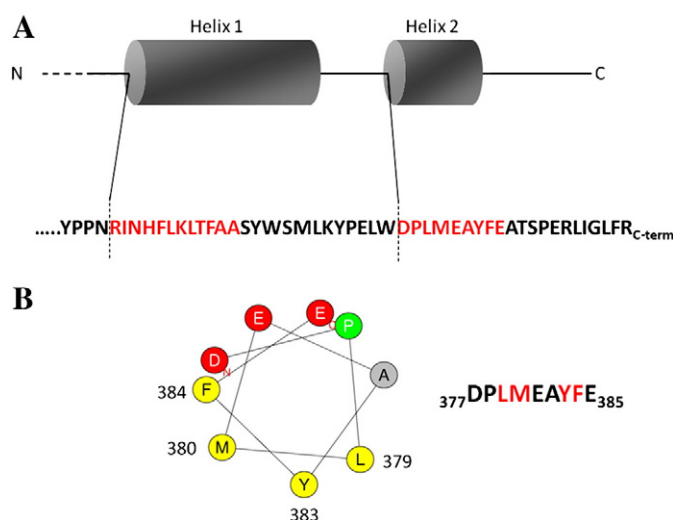 A
Helix 1
Helix 2
N
C
.....YPPNRINHFLKLTFAASYWSMLKYPELWDPLMEAYFEATSPERLIGLFRC-term
B
E
E
P
C
D
N
A
384
F
377DPLMEAYFE385
380
M
L
379
Y
383